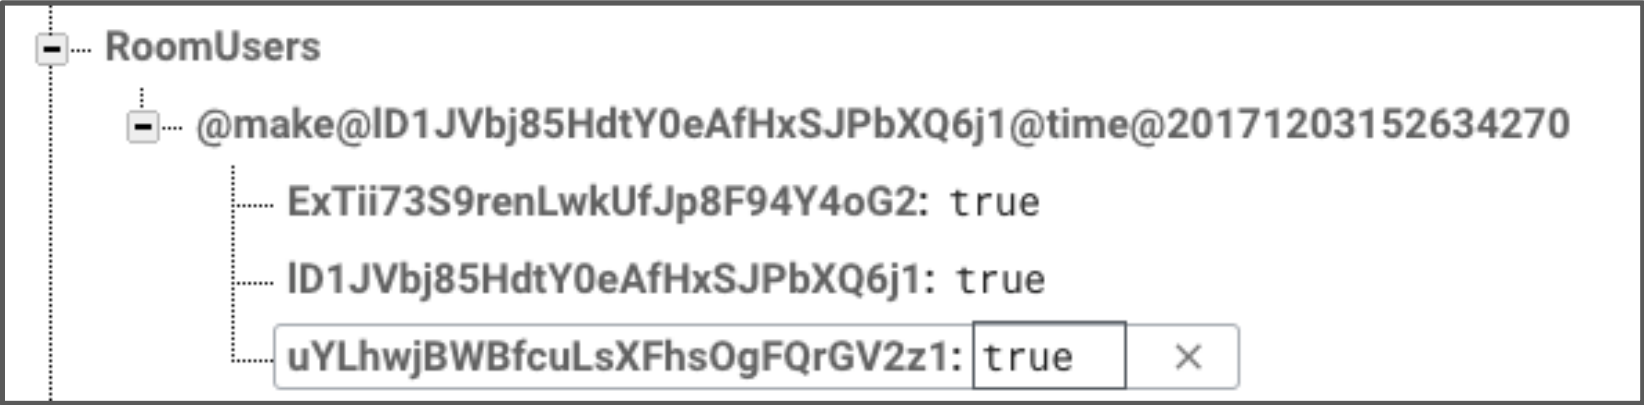 RoomUsers
@make@lD1JVbj85HdtY0eAfHxSJPbXQ6j1@time@20171203152634270
ExTii73S9renLwkUfJp8F94Y4oG2: true
lD1JVbj85HdtY0eAfHxSJPbXQ6j1: true
uYLhwjBWBfcuLsXFhsOgFQrGV2z1: true ×